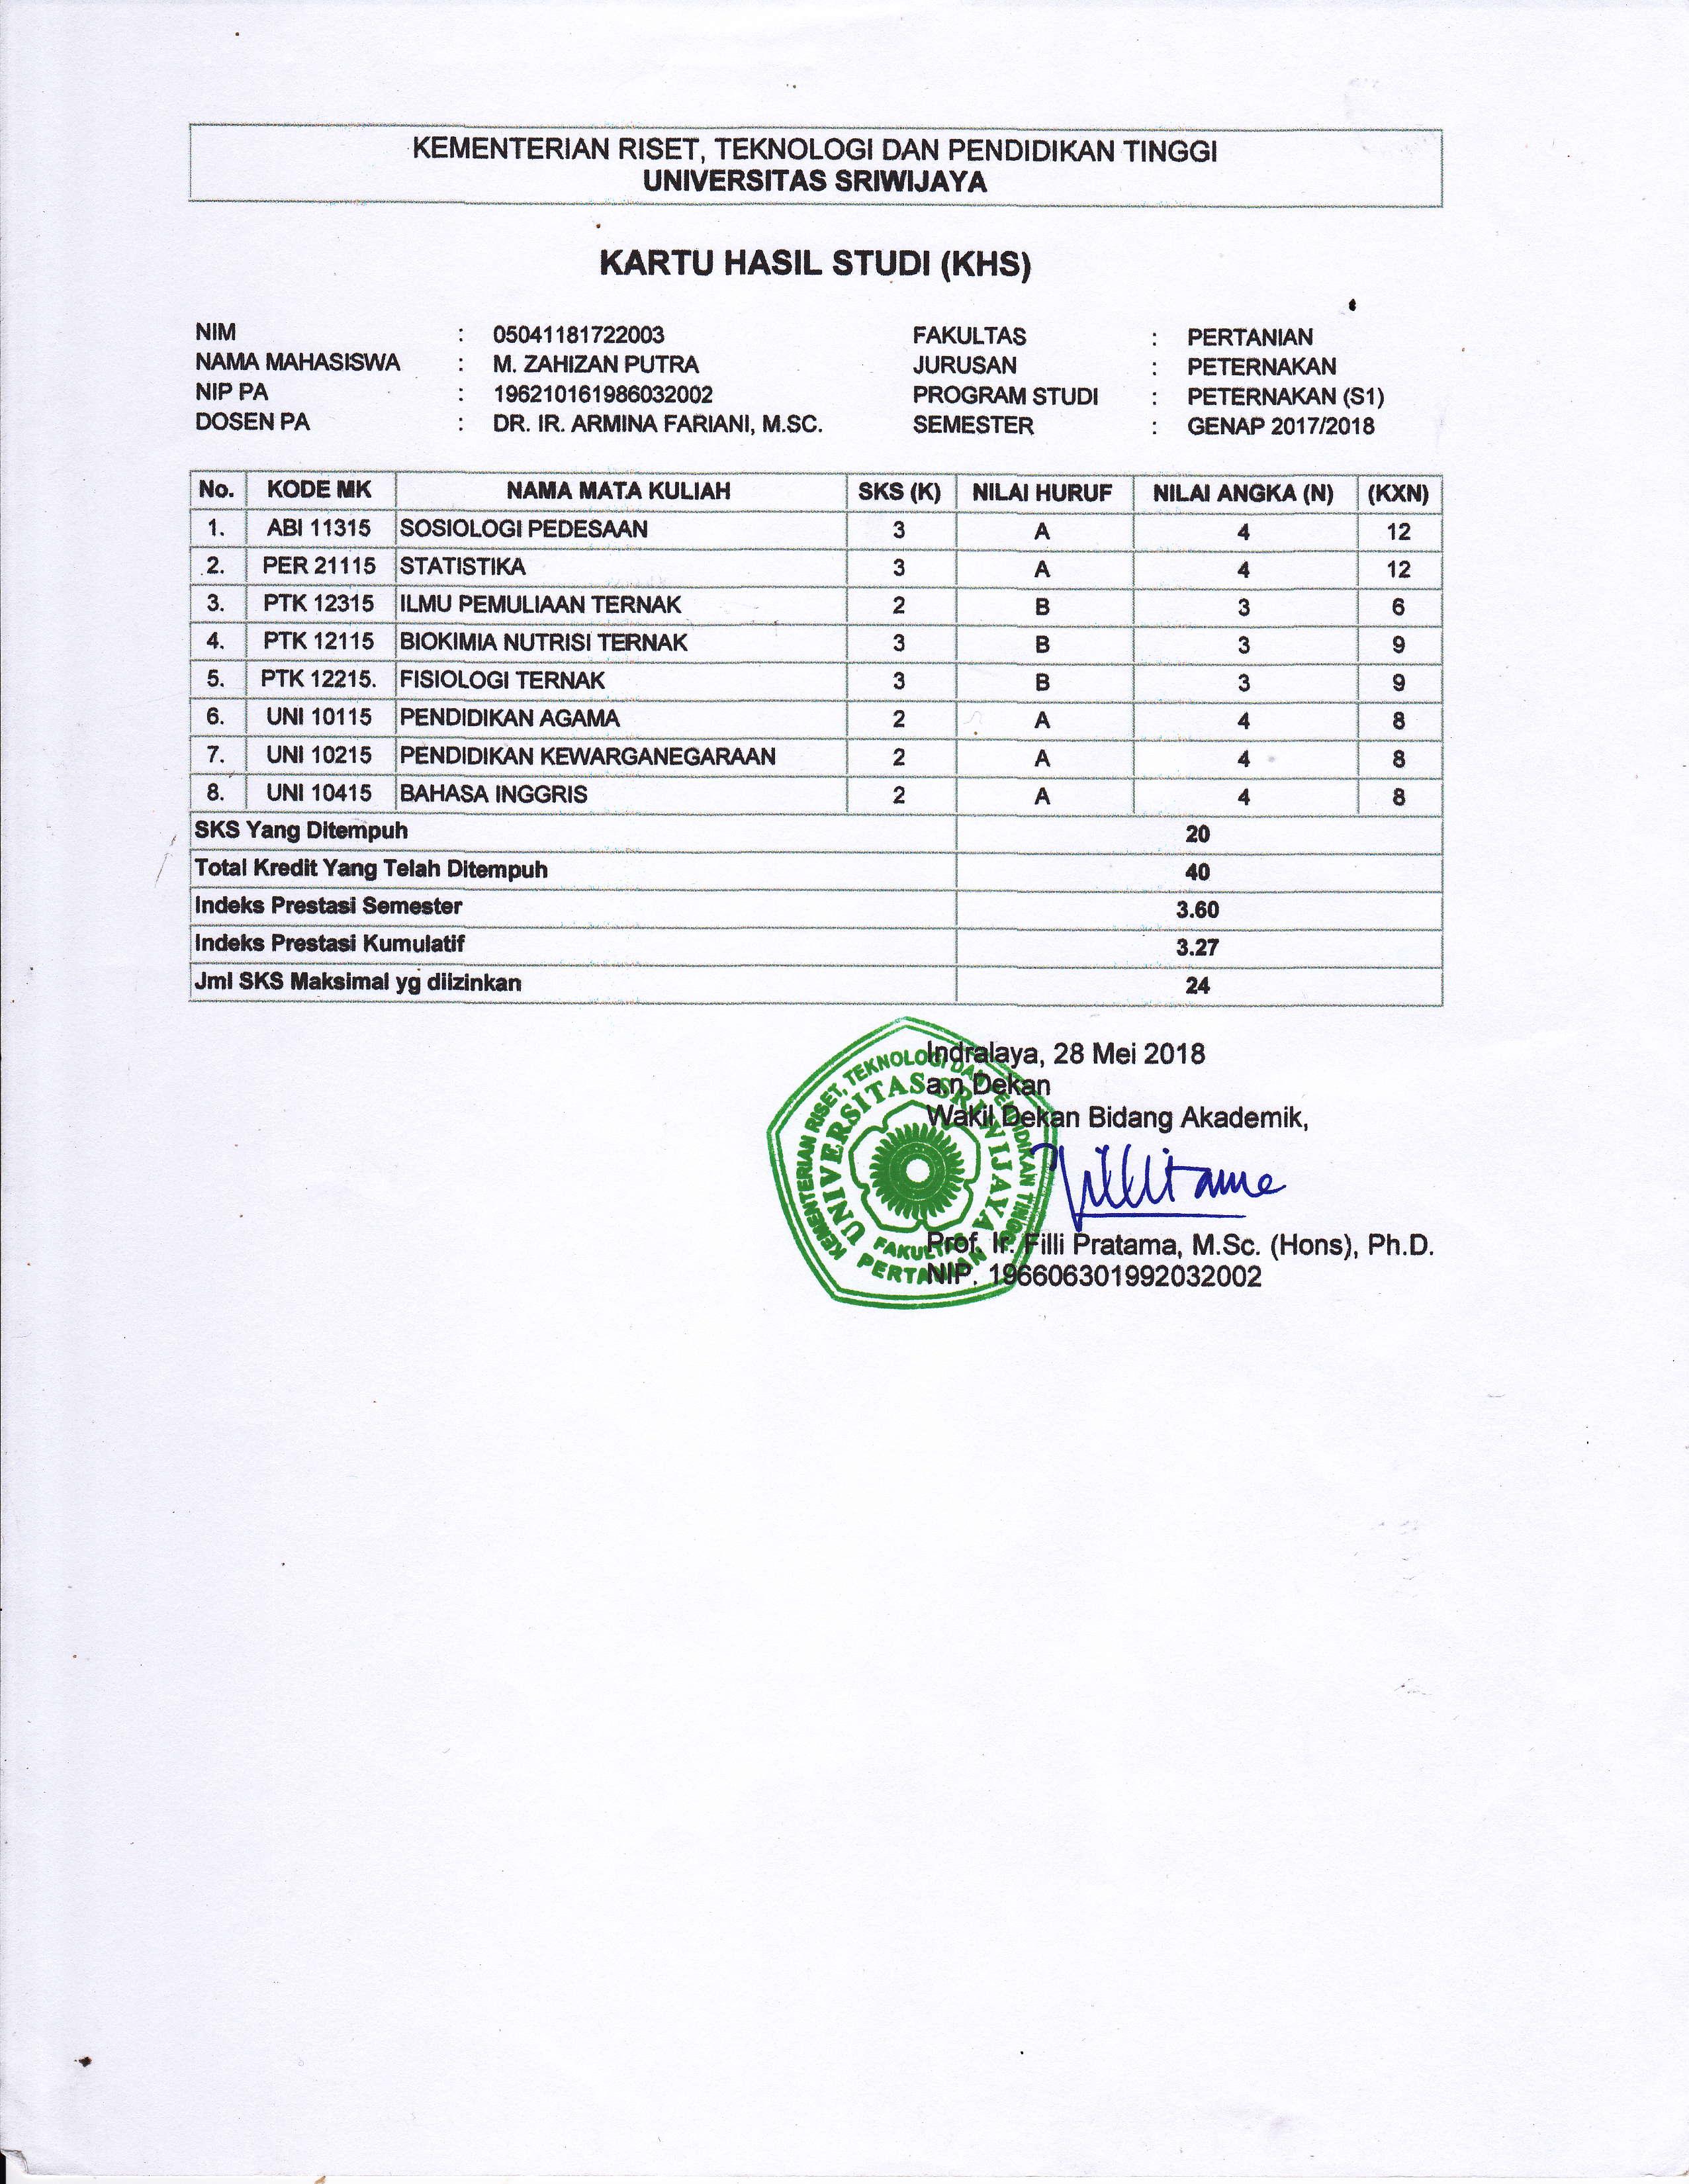 KEMENTERIAN RISET, TEKNOLOGI DAN PENDIDIKAN TINGGI
UNIVERSITAS SRIWIJAYA
KARTU HASIL STUDI (KHS)
NIM : 05041181722003 FAKULTAS : PERTANIAN
NAMA MAHASISWA : M. ZAHIZAN PUTRA JURUSAN : PETERNAKAN
NIP PA : 196210161986032002 PROGRAM STUDI : PETERNAKAN (S1)
DOSEN PA : DR. IR. ARMINA FARIANI, M.SC. SEMESTER : GENAP 2017/2018
No. KODE MK NAMA MATA KULIAH SKS (K) NILAI HURUF NILAI ANGKA (N) (KXN)
1. ABI 11315 SOSIOLOGI PEDESAAN 3 A 4 12
2. PER 21115 STATISTIKA 3 A 4 12
3. PTK 12315 ILMU PEMULIAAN TERNAK 2 B 3 6
4. PTK 12115 BIOKIMIA NUTRISI TERNAK 3 B 3 9
5. PTK 12215. FISIOLOGI TERNAK 3 B 3 9
6. UNI 10115 PENDIDIKAN AGAMA 2 A 4 8
7. UNI 10215 PENDIDIKAN KEWARGANEGARAAN 2 A 4 8
8. UNI 10415 BAHASA INGGRIS 2 A 4 8
SKS Yang Ditempuh 20
Total Kredit Yang Telah Ditempuh 40
Indeks Prestasi Semester 3.60
Indeks Prestasi Kumulatif 3.27
Jml SKS Maksimal yg diizinkan 24
Indralaya, 28 Mei 2018
a.n Dekan
Wakil Dekan Bidang Akademik,
KEMENTERIAN RISET, TEKNOLOGI DAN PENDIDIKAN TINGGI
UNIVERSITAS SRIWIJAYA
FAKULTAS
PERTANIAN
Prof. Ir. Filli Pratama, M.Sc. (Hons), Ph.D.
NIP. 196606301992032002